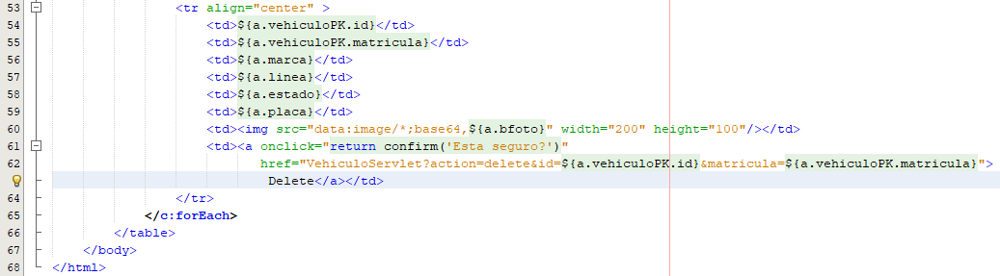 53 <tr align="center" >
54 <td>${a.vehiculoPK.id}</td>
55 <td>${a.vehiculoPK.matricula}</td>
56 <td>${a.marca}</td>
57 <td>${a.linea}</td>
58 <td>${a.estado}</td>
59 <td>${a.placa}</td>
60 <td><img src="data:image/*;base64,${a.bfoto}" width="200" height="100"/></td>
61 <td><a onclick="return confirm('Esta seguro?')"
62 href="VehiculoServlet?action=delete&id=${a.vehiculoPK.id}&matricula=${a.vehiculoPK.matricula}">
Delete</a></td>
64 </tr>
65 </c:forEach>
66 </table>
67 </body>
68 </html>